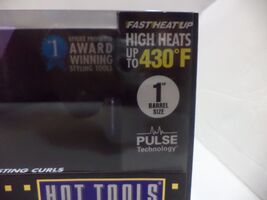 FAST HEAT UP
HIGH HEATS
UP TO 430°F
#1
AWARD
WINNING
STYLING TOOLS
1"
BARREL
SIZE
PULSE
Technology
STING CURLS
HOT TOOLS